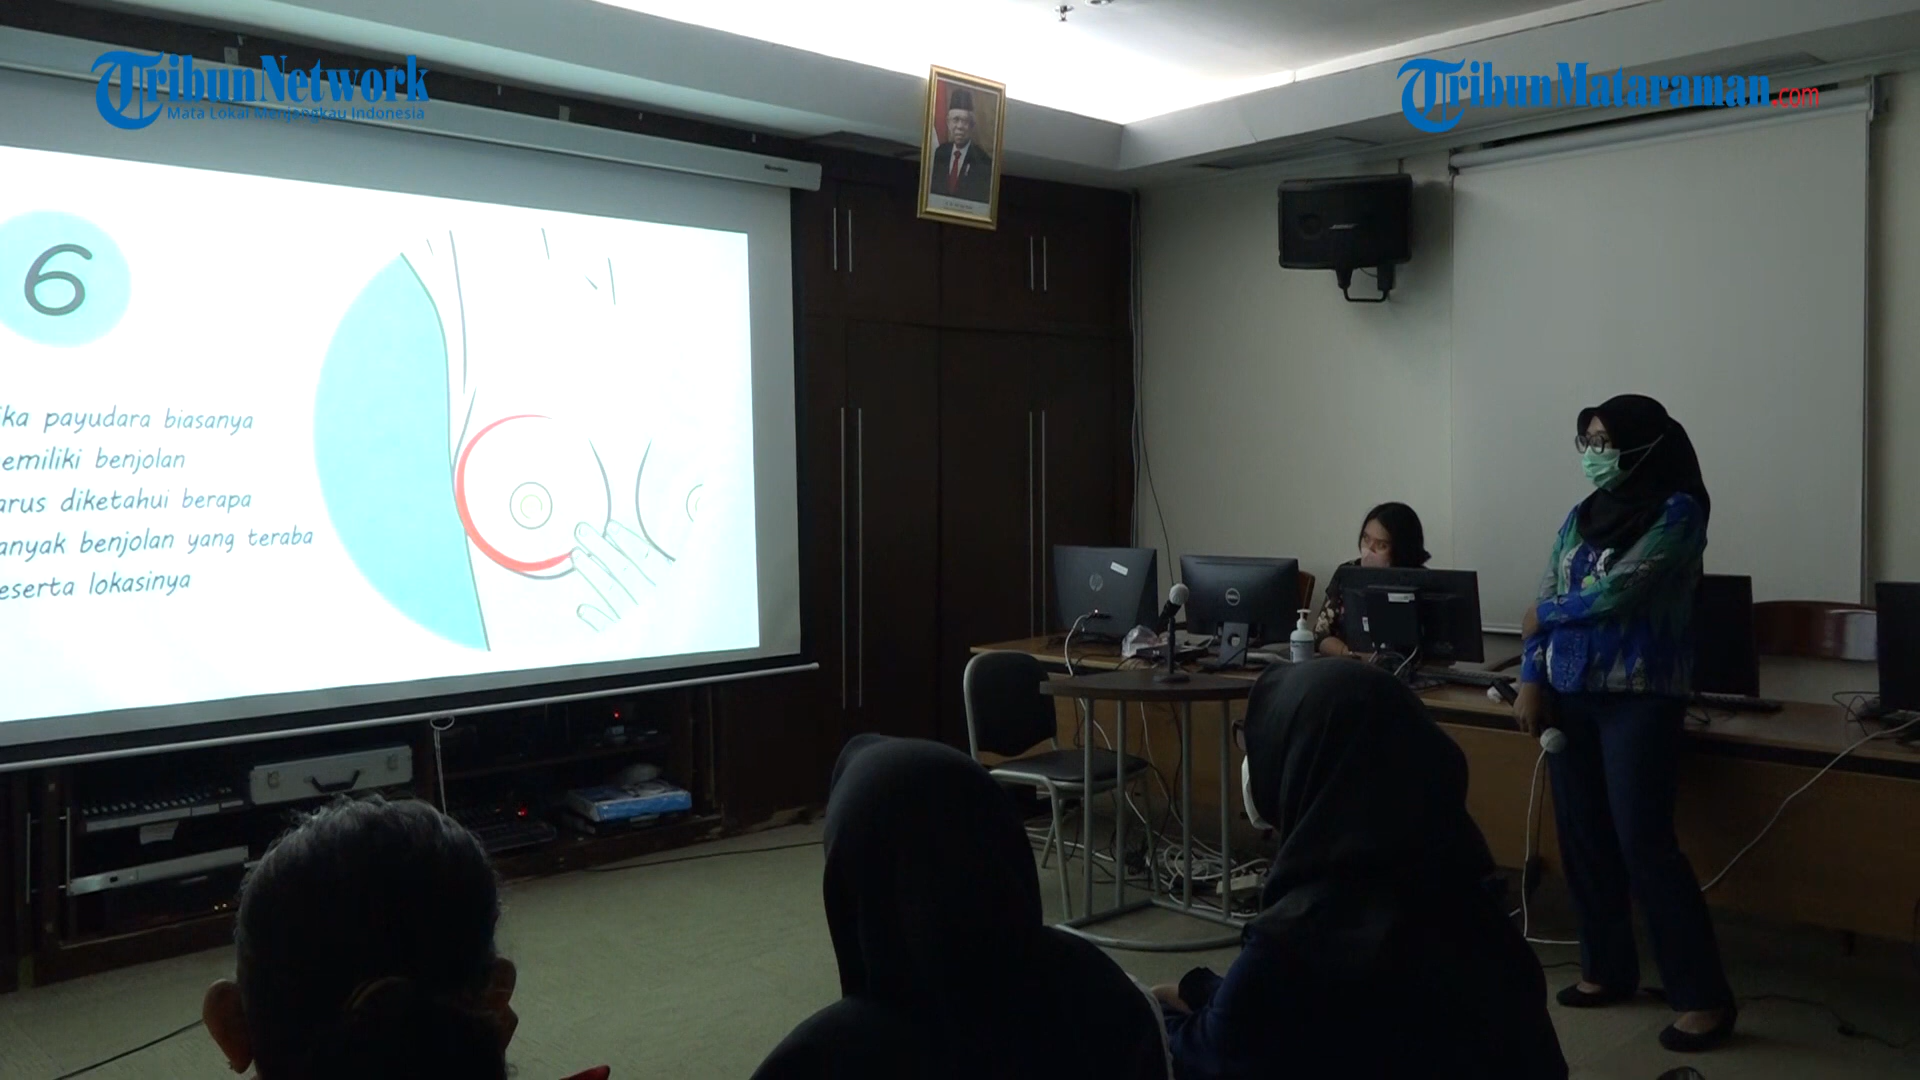 TribunNetwork
Mata Lokal Menjangkau Indonesia
TribunMataraman.com
6
ika payudara biasanya
emiliki benjolan
arus diketahui berapa
anyak benjolan yang teraba
eserta lokasinya
DELL